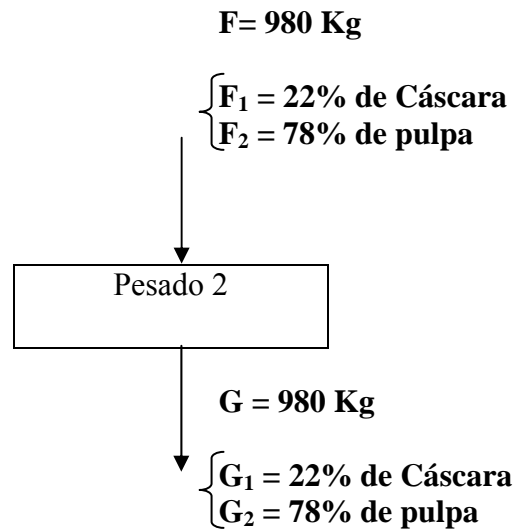 F= 980 Kg
F₁ = 22% de Cáscara
F₂ = 78% de pulpa
Pesado 2
G = 980 Kg
G₁ = 22% de Cáscara
G₂ = 78% de pulpa